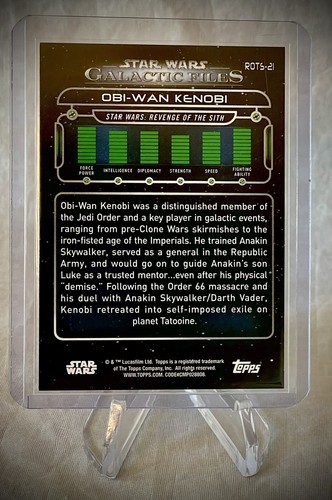 STAR WARS
GALACTIC FILES
ROTS-21
OBI-WAN KENOBI
STAR WARS: REVENGE OF THE SITH
FORCE POWER
INTELLIGENCE
DIPLOMACY
STRENGTH
SPEED
FIGHTING ABILITY
Obi-Wan Kenobi was a distinguished member of
the Jedi Order and a key player in galactic events,
ranging from pre-Clone Wars skirmishes to the
iron-fisted age of the Imperials. He trained Anakin
Skywalker, served as a general in the Republic
Army, and would go on to guide Anakin's son
Luke as a trusted mentor...even after his physical
"demise." Following the Order 66 massacre and
his duel with Anakin Skywalker/Darth Vader,
Kenobi retreated into self-imposed exile on
planet Tatooine.
STAR WARS
© & ™ Lucasfilm Ltd. Topps is a registered trademark
of The Topps Company, Inc. All rights reserved.
WWW.TOPPS.COM. CODE#CMP028808.
topps